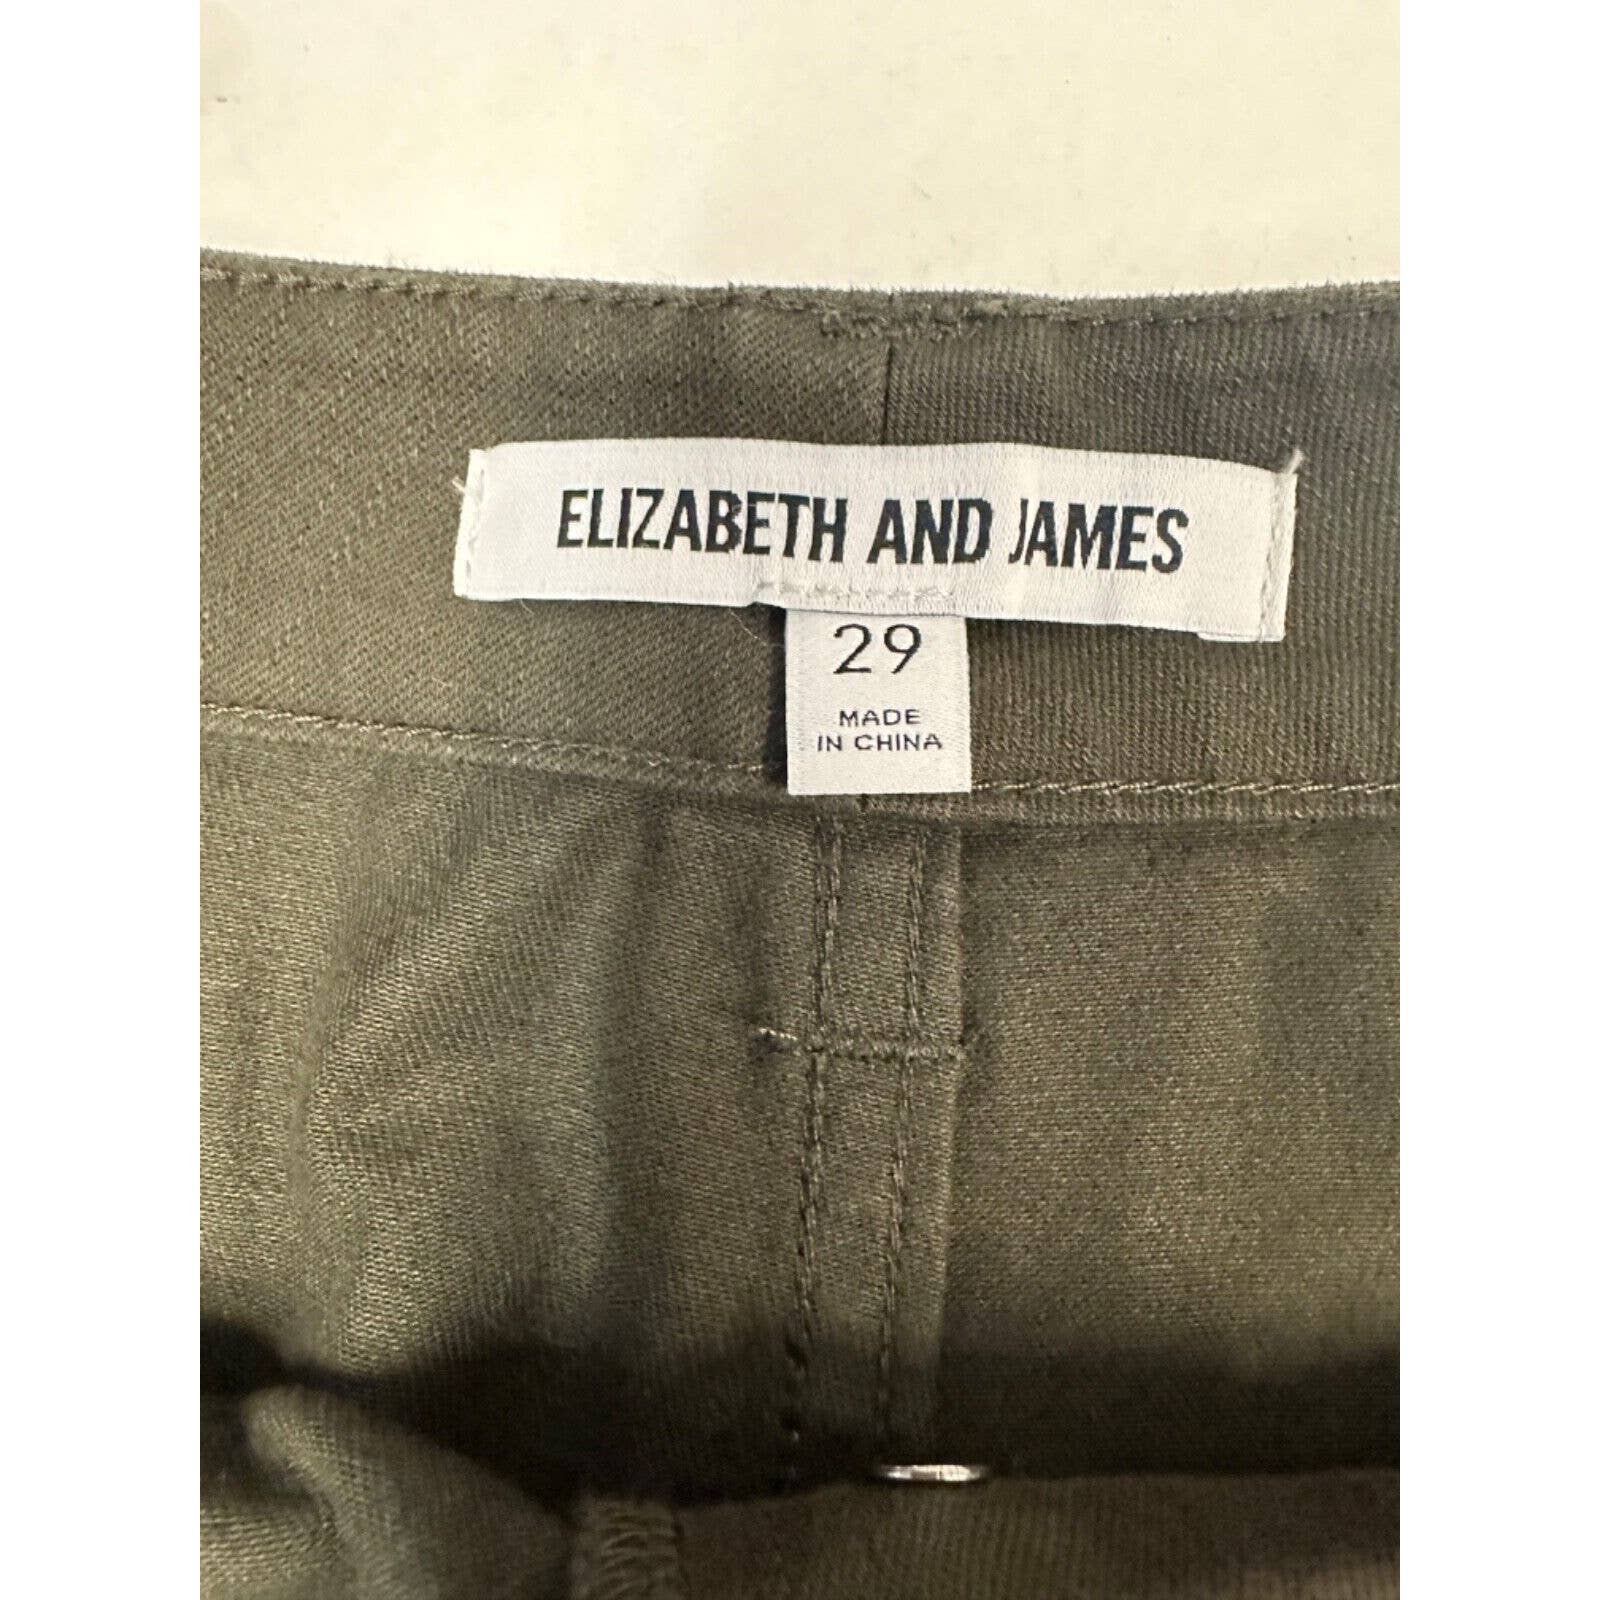 ELIZABETH AND JAMES
29
MADE
IN CHINA